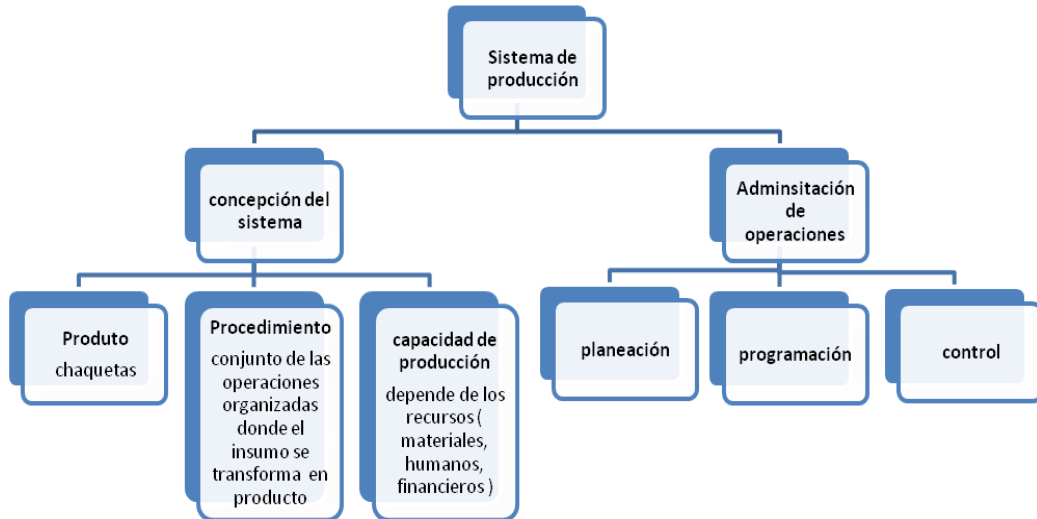 Sistema de
producción
concepción del
sistema
Adminsitación
de
operaciones
Produto
chaquetas
Procedimiento
conjunto de las
operaciones
organizadas
donde el
insumo se
transforma en
producto
capacidad de
producción
depende de los
recursos (
materiales,
humanos,
financieros )
planeación
programación
control